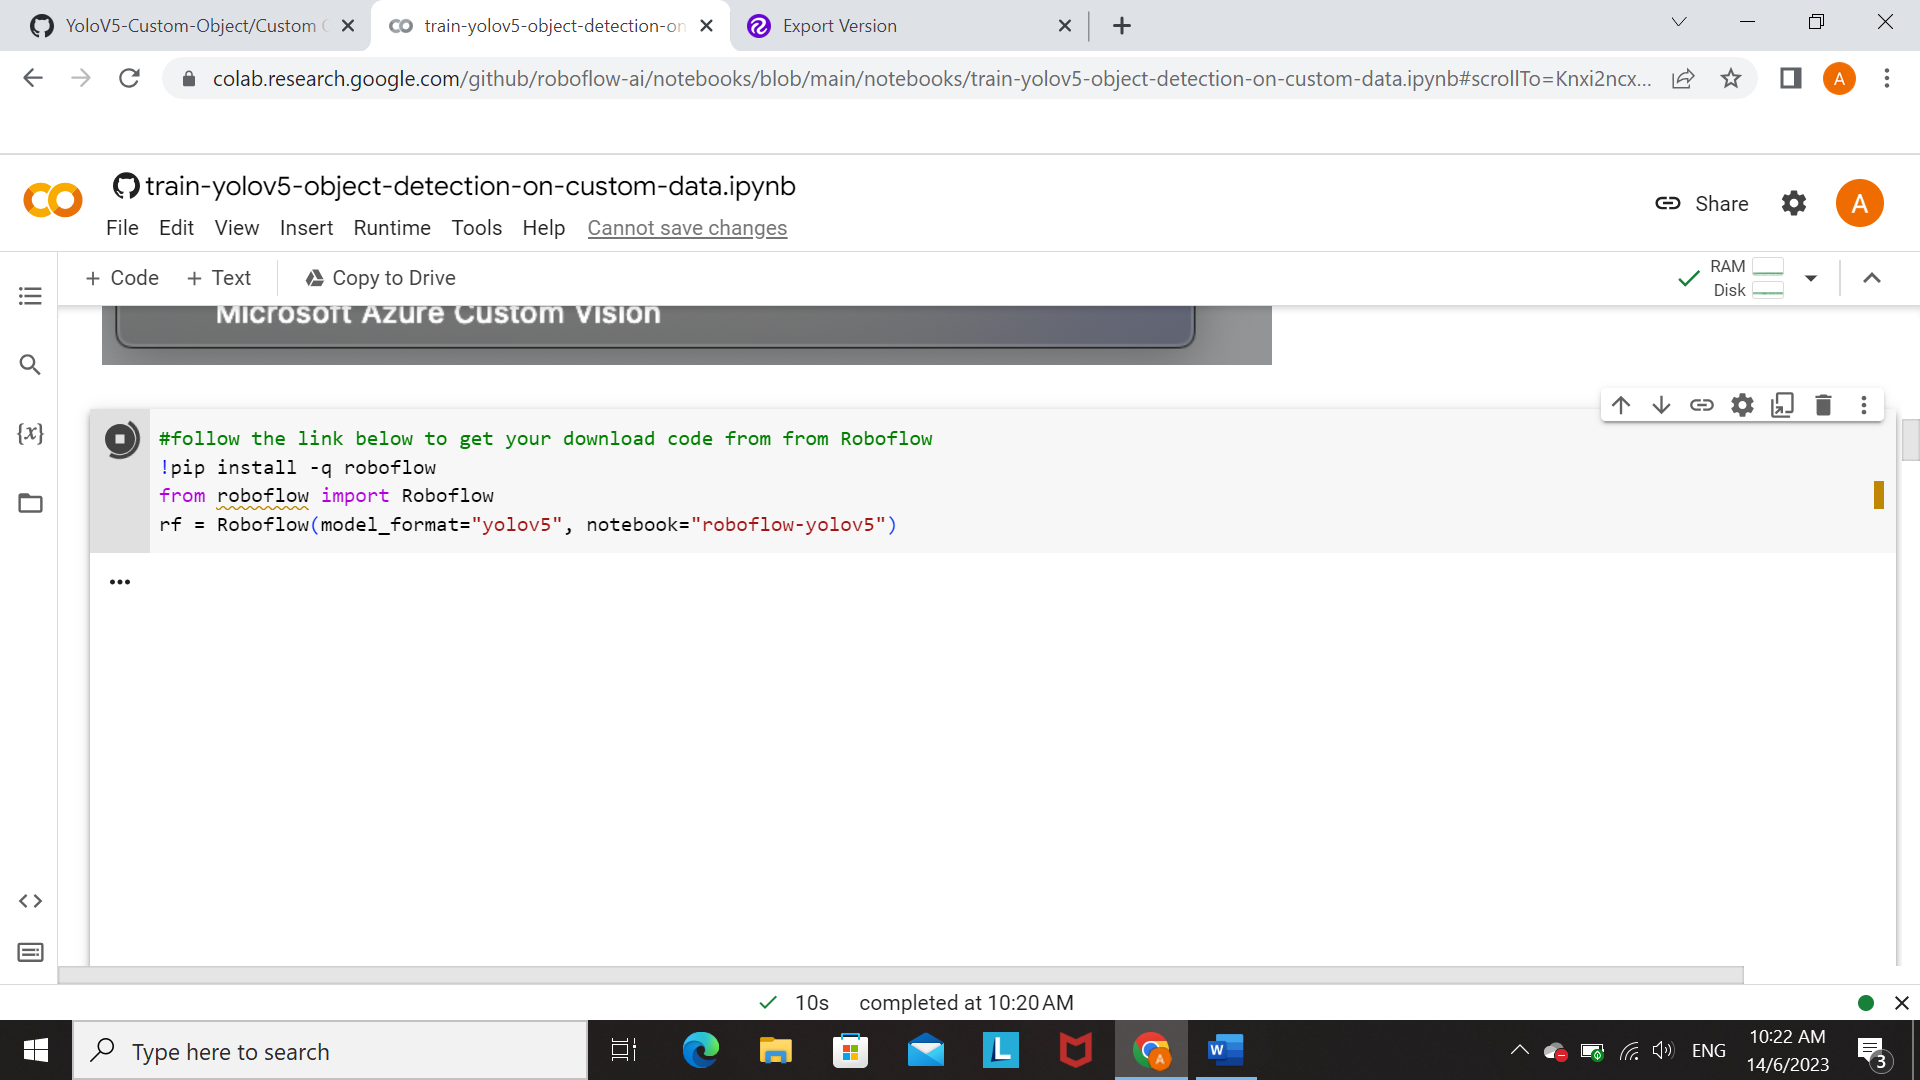 YoloV5-Custom-Object/Custom
train-yolov5-object-detection-on
Export Version
colab.research.google.com/github/roboflow-ai/notebooks/blob/main/notebooks/train-yolov5-object-detection-on-custom-data.ipynb#scrollTo=Knxi2ncx...
A
train-yolov5-object-detection-on-custom-data.ipynb
File Edit View Insert Runtime Tools Help Cannot save changes
Share
A
+ Code + Text Copy to Drive
RAM
Disk
Microsoft Azure Custom Vision
{x}
#follow the link below to get your download code from from Roboflow
!pip install -q roboflow
from roboflow import Roboflow
rf = Roboflow(model_format="yolov5", notebook="roboflow-yolov5")
•••
10s completed at 10:20 AM
Type here to search
L
A
W
ENG
10:22 AM
14/6/2023
3